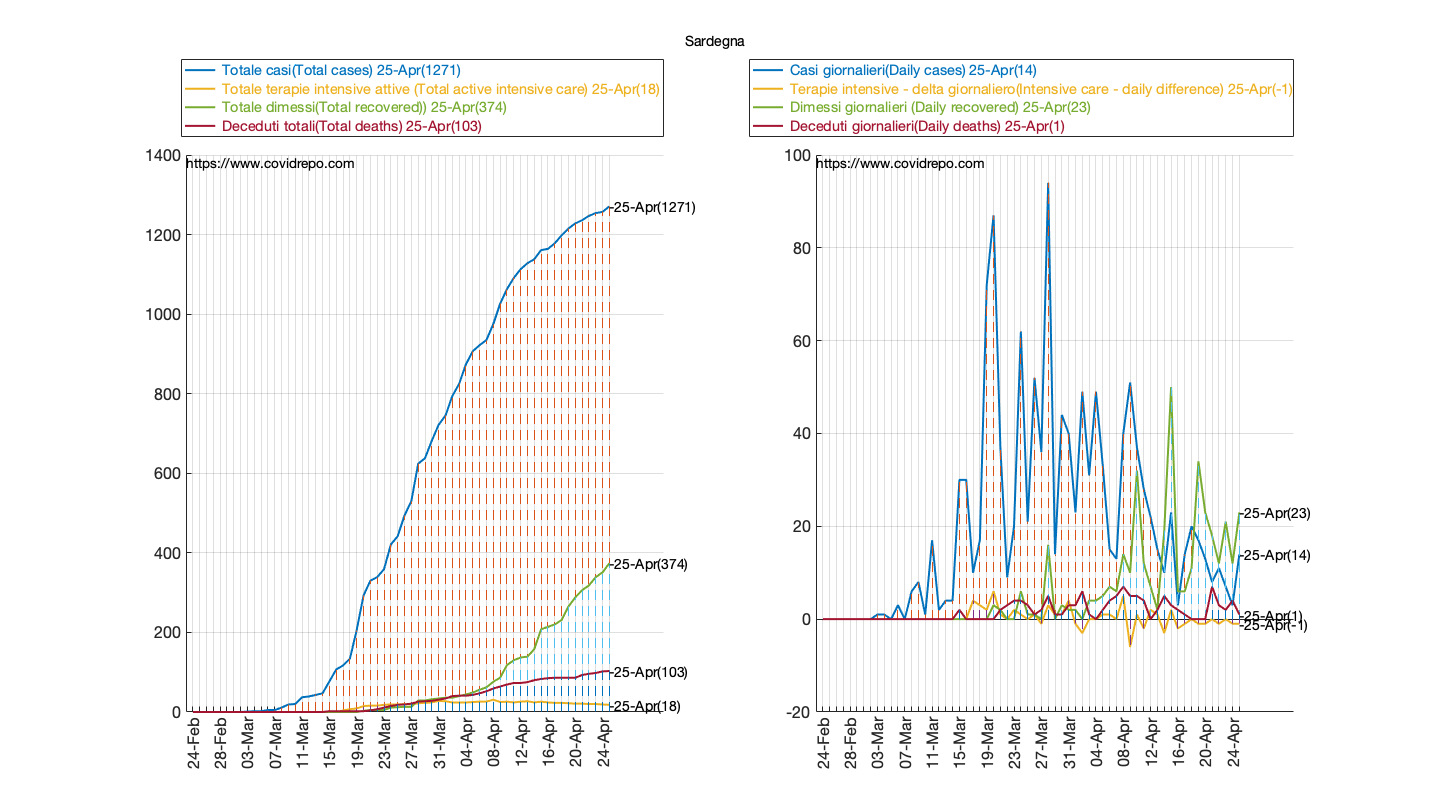 Sardegna
Totale casi(Total cases) 25-Apr(1271)
Totale terapie intensive attive (Total active intensive care) 25-Apr(18)
Totale dimessi(Total recovered)) 25-Apr(374)
Deceduti totali(Total deaths) 25-Apr(103)
1400
1200
1000
800
600
400
200
0
https://www.covidrepo.com
25-Apr(1271)
25-Apr(374)
25-Apr(103)
25-Apr(18)
24-Feb
28-Feb
03-Mar
07-Mar
11-Mar
15-Mar
19-Mar
23-Mar
27-Mar
31-Mar
04-Apr
08-Apr
12-Apr
16-Apr
20-Apr
24-Apr
Casi giornalieri(Daily cases) 25-Apr(14)
Terapie intensive - delta giornaliero(Intensive care - daily difference) 25-Apr(-1)
Dimessi giornalieri (Daily recovered) 25-Apr(23)
Deceduti giornalieri(Daily deaths) 25-Apr(1)
100
80
60
40
20
0
-20
https://www.covidrepo.com
25-Apr(23)
25-Apr(14)
25-Apr(1)
25-Apr(-1)
24-Feb
28-Feb
03-Mar
07-Mar
11-Mar
15-Mar
19-Mar
23-Mar
27-Mar
31-Mar
04-Apr
08-Apr
12-Apr
16-Apr
20-Apr
24-Apr